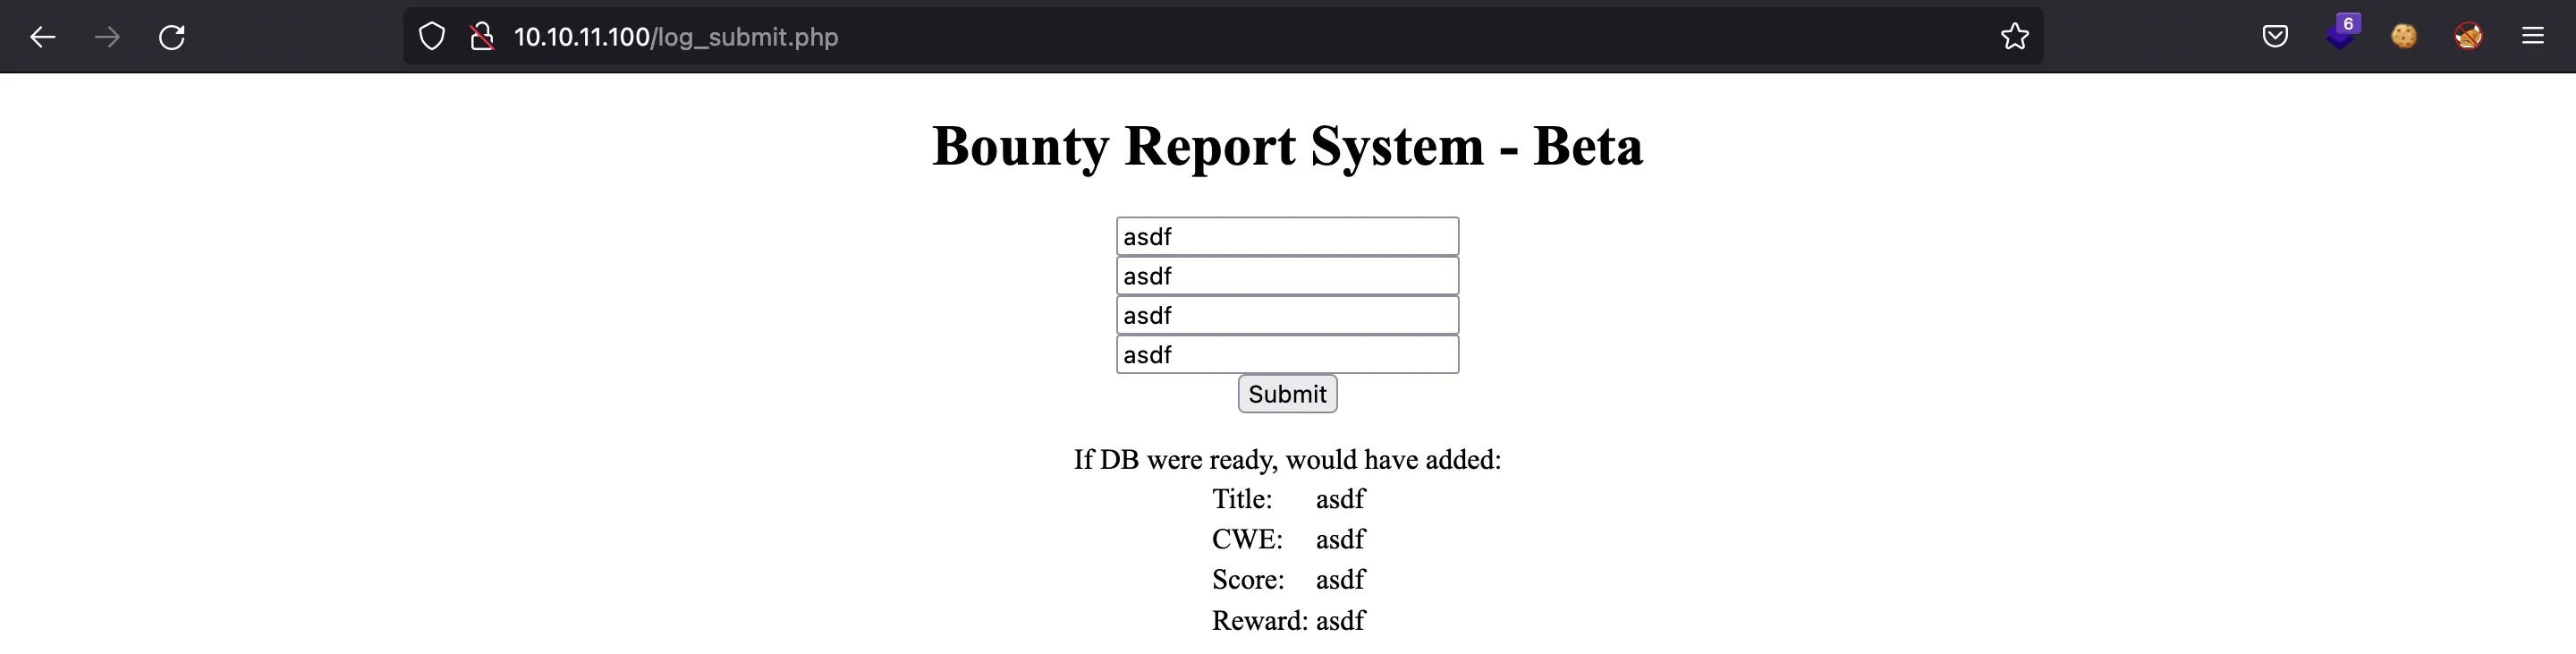 10.10.11.100/log_submit.php
6
Bounty Report System - Beta
asdf
asdf
asdf
asdf
Submit
If DB were ready, would have added:
Title: asdf
CWE: asdf
Score: asdf
Reward: asdf